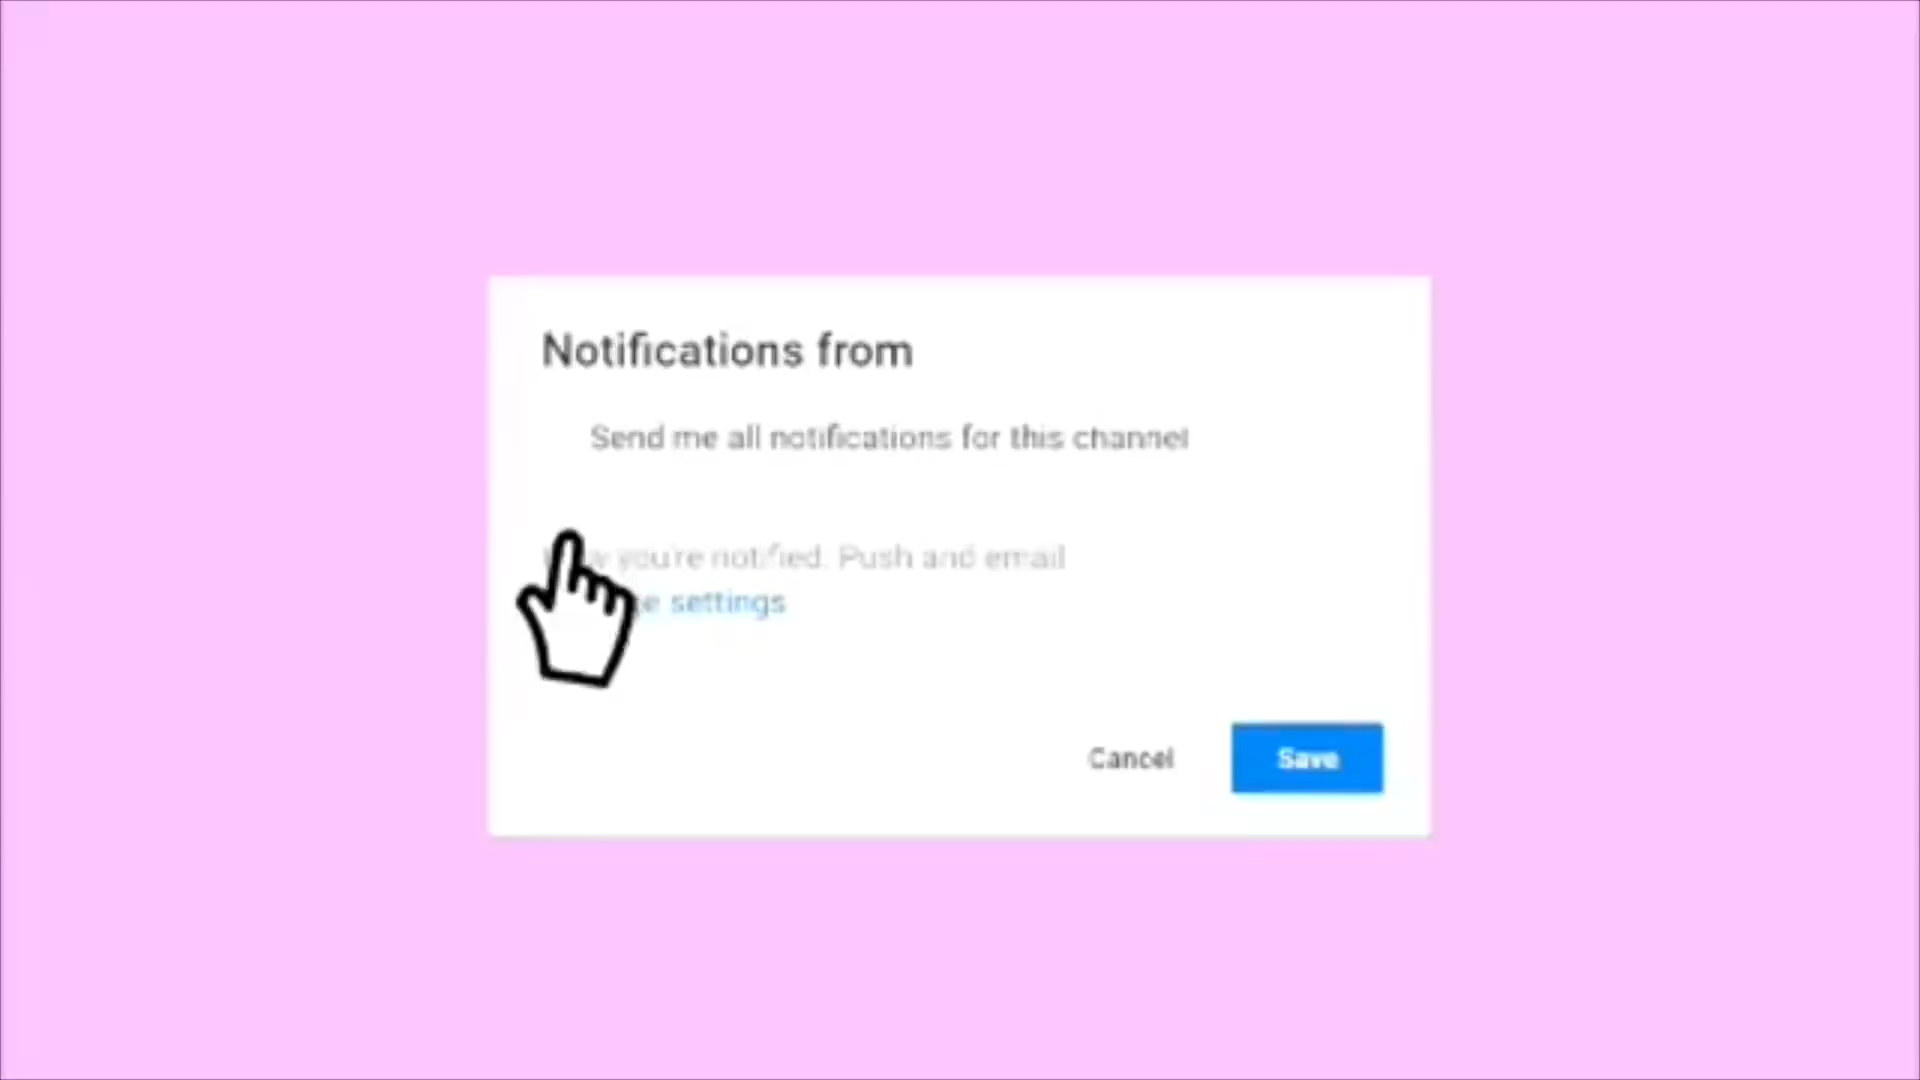 Notifications from
Send me all notifications for this channel
you're notified. Push and email
settings
Cancel
Save